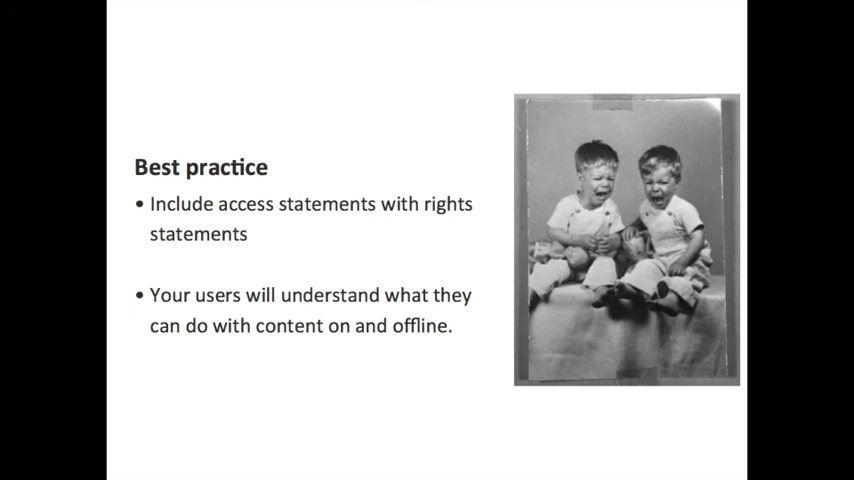 Best practice
• Include access statements with rights
statements
• Your users will understand what they
can do with content on and offline.